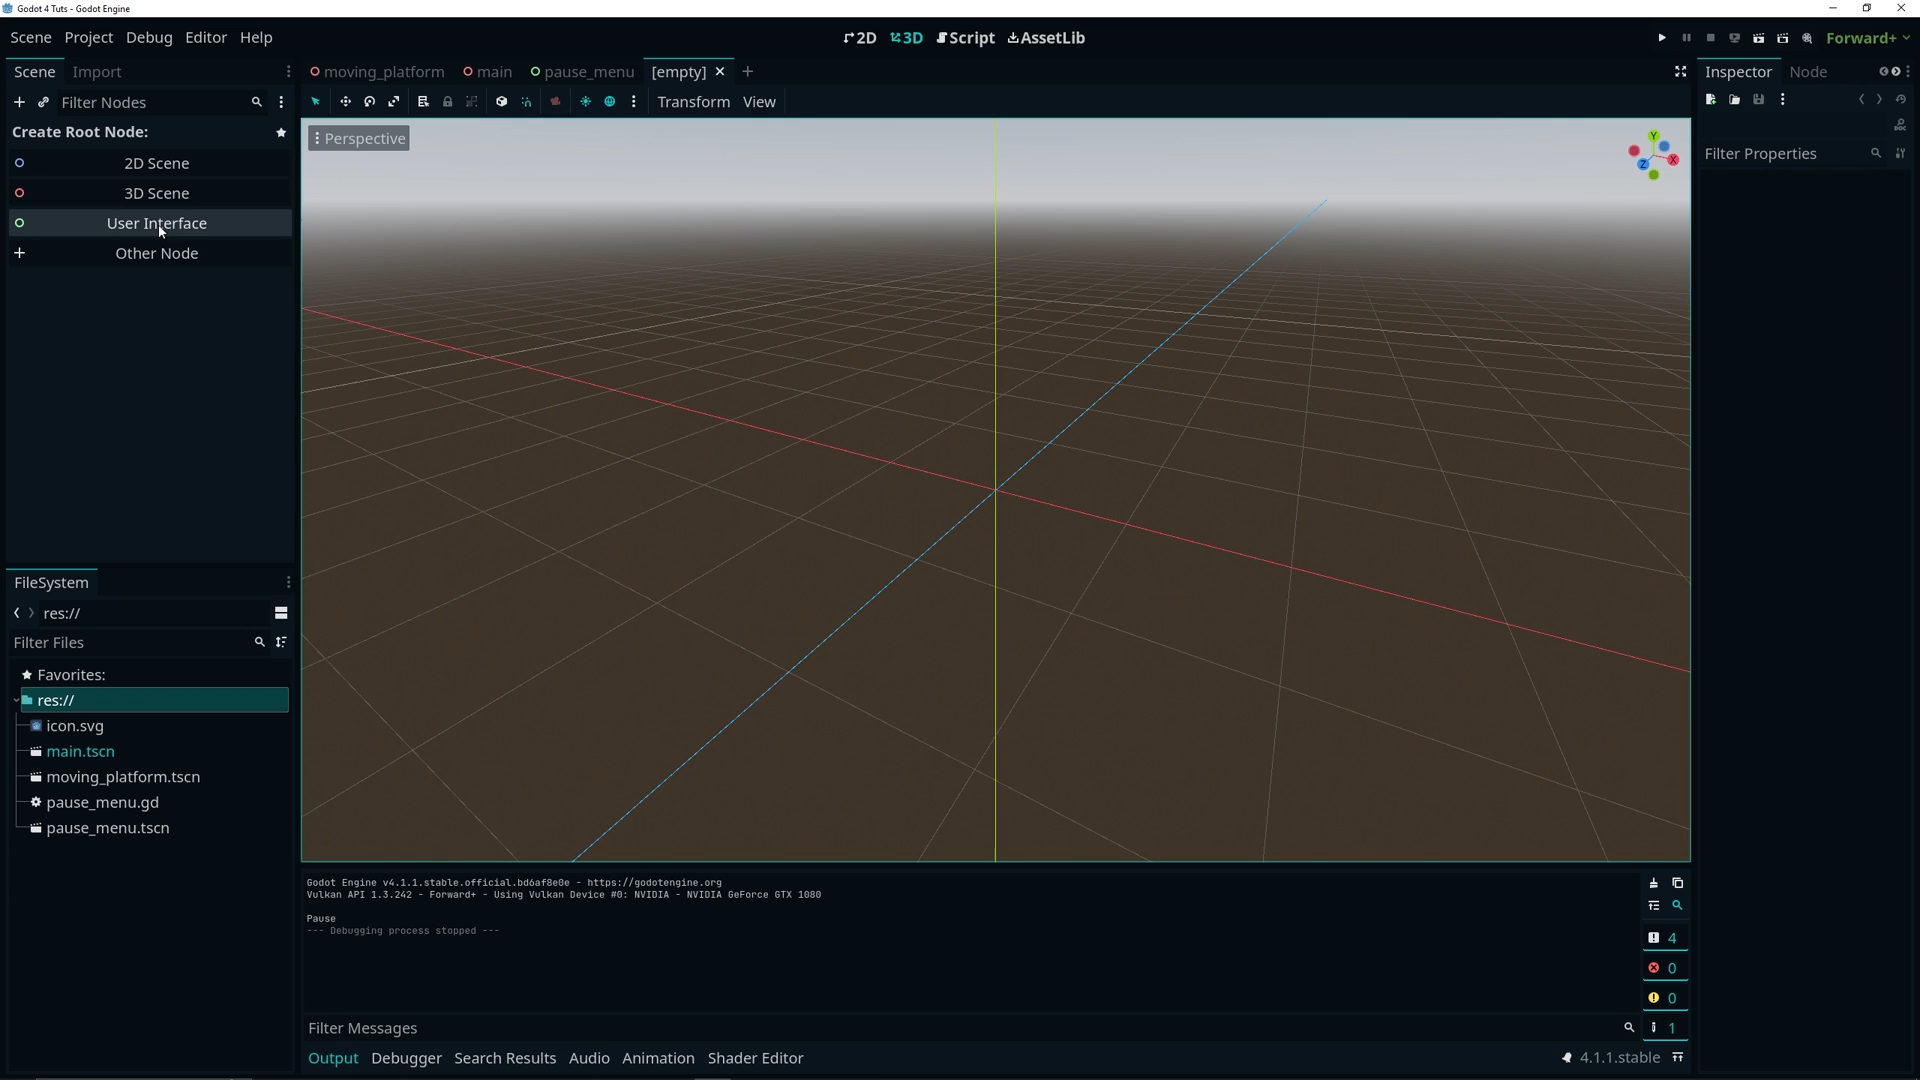 Godot 4 Tuts - Godot Engine
Scene Project Debug Editor Help
2D 3D Script AssetLib
Forward+
Scene Import
moving_platform main pause_menu [empty]
Inspector Node
Filter Nodes
Transform View
Create Root Node:
Perspective
Y
X
Z
DOC
Filter Properties
2D Scene
3D Scene
User Interface
Other Node
FileSystem
res://
Filter Files
Favorites:
res://
icon.svg
main.tscn
moving_platform.tscn
pause_menu.gd
pause_menu.tscn
Godot Engine v4.1.1.stable.official.bd6af8e0e - https://godotengine.org
Vulkan API 1.3.242 - Forward+ - Using Vulkan Device #0: NVIDIA - NVIDIA GeForce GTX 1080
Pause
--- Debugging process stopped ---
4
0
0
1
Filter Messages
Output Debugger Search Results Audio Animation Shader Editor
4.1.1.stable